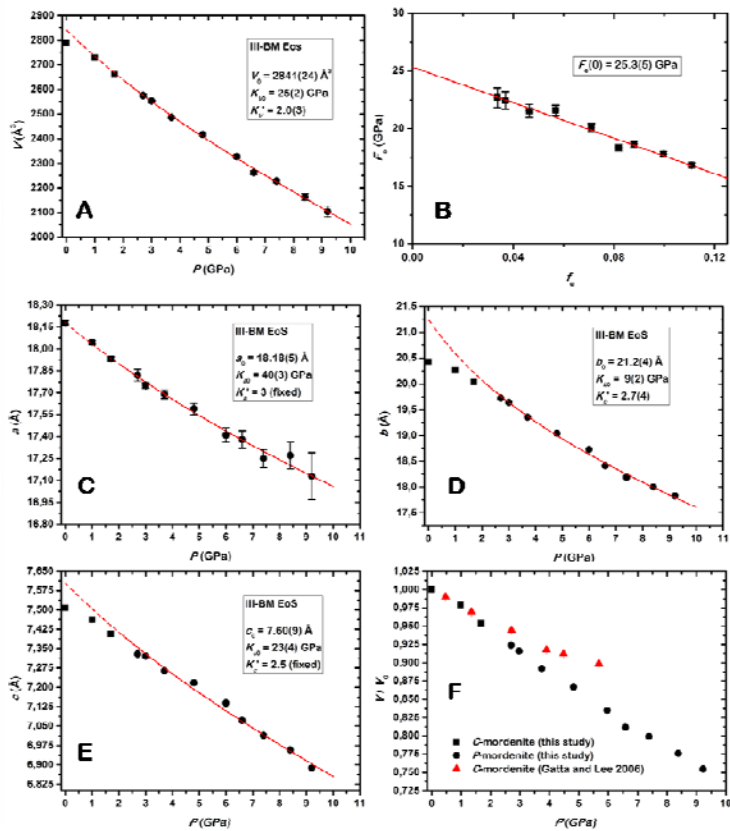 A
III-BM Eos
V0 = 2841(24) Å3
K = 26(2) GPa
= 2.0(3)
2900
2800
2700
2600
2500
2400
2300
2200
2100
2000
V(Å3)
0 1 2 3 4 5 6 7 8 9 10
P (GPa)
B
Fe(0) = 25.3(5) GPa
30
25
20
15
10
Fe (GPa)
0.00 0.04 0.08 0.12
fe
C
III-BM EoS
a0 = 18.18(5) Å
= 40(3) GPa
= 3 (fixed)
18,30
18,15
18,00
17,85
17,70
17,55
17,40
17,25
17,10
16,95
16.80
a (Å)
0 1 2 3 4 5 6 7 8 9 10
P (GPa)
D
III-BM EoS
b0 = 21.2(4) Å
= 9(2) GPa
= 2.7(4)
21.5
21,0
20.5
20,0
19.5
19.0
18.5
18.0
17,5
b (Å)
0 1 2 3 4 5 6 7 8 9 10
P (GPa)
E
III-BM EoS
= 7.60(9) Å
= 23(4) GPa
= 2.5 (fixed)
7,650
7,575
7,500
7,425
7,350
7,275
7,200
7,125
7,050
6,975
6,900
6,825
c (Å)
0 1 2 3 4 5 6 7 8 9 10
P (GPa)
F
1,025
1,000
0,975
0,950
0,925
0,900
0,875
0,850
0,825
0,800
0,775
0,750
0,725
V / V0
C-mordenite (this study)
P-mordenite (this study)
C-mordenite (Gatta and Lee 2006)
0 1 2 3 4 5 6 7 8 9 10
P (GPa)